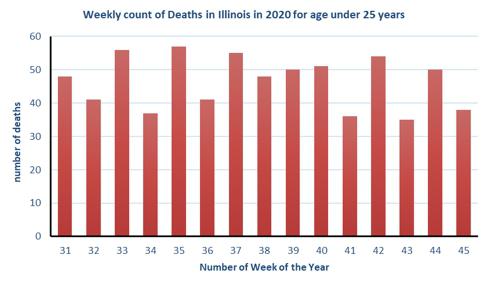 Weekly count of Deaths in Illinois in 2020 for age under 25 years
number of deaths
60
50
40
30
20
10
0
31 32 33 34 35 36 37 38 39 40 41 42 43 44 45
Number of Week of the Year